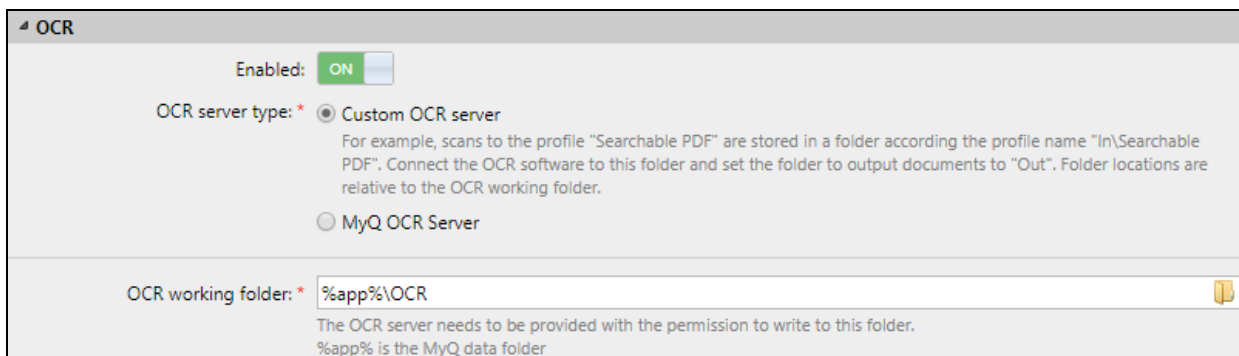 OCR
Enabled: ON
OCR server type: * Custom OCR server
For example, scans to the profile "Searchable PDF" are stored in a folder according the profile name "In\Searchable
PDF". Connect the OCR software to this folder and set the folder to output documents to "Out". Folder locations are
relative to the OCR working folder.
MyQ OCR Server
OCR working folder: * %app%\OCR
The OCR server needs to be provided with the permission to write to this folder.
%app% is the MyQ data folder